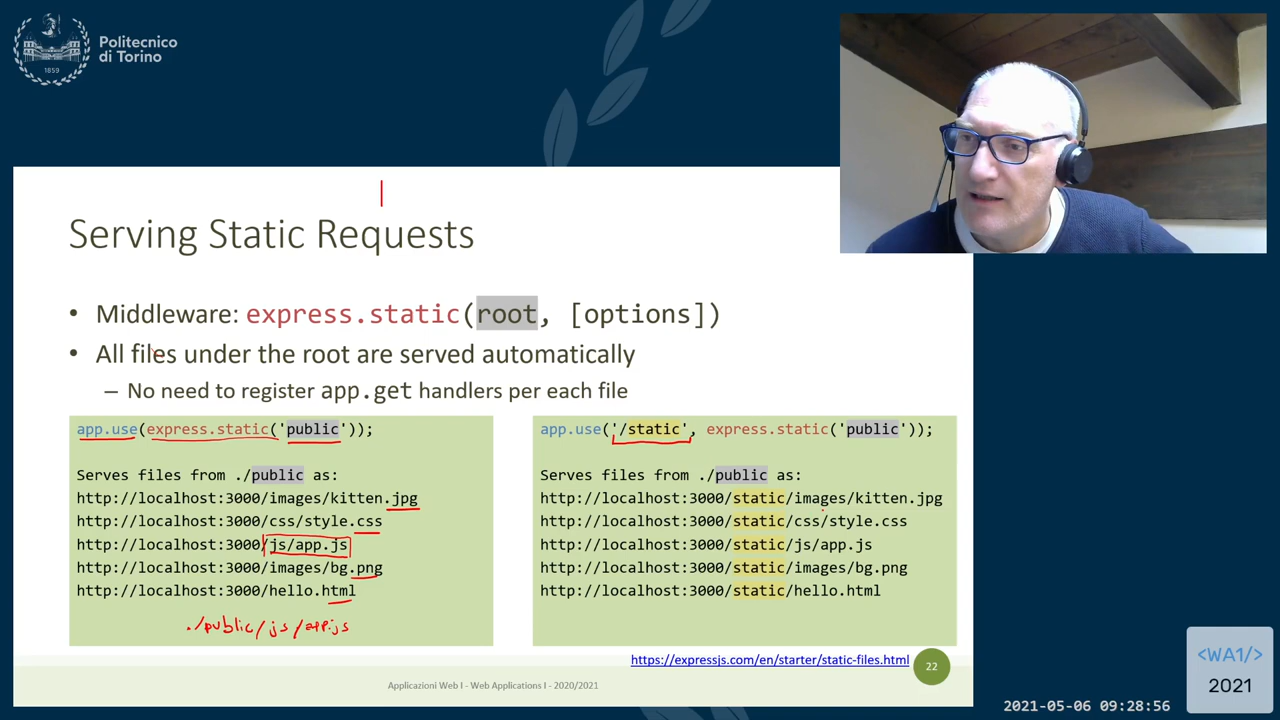 Politecnico
di Torino
1859
Serving Static Requests
• Middleware: express.static(root, [options])
• All files under the root are served automatically
– No need to register app.get handlers per each file
app.use(express.static('public'));
Serves files from ./public as:
http://localhost:3000/images/kitten.jpg
http://localhost:3000/css/style.css
http://localhost:3000/js/app.js
http://localhost:3000/images/bg.png
http://localhost:3000/hello.html
./public/js/app.js
app.use('/static', express.static('public'));
Serves files from ./public as:
http://localhost:3000/static/images/kitten.jpg
http://localhost:3000/static/css/style.css
http://localhost:3000/static/js/app.js
http://localhost:3000/static/images/bg.png
http://localhost:3000/static/hello.html
https://expressjs.com/en/starter/static-files.html
22
Applicazioni Web I - Web Applications I - 2020/2021
<WA1/>
2021
2021-05-06 09:28:56